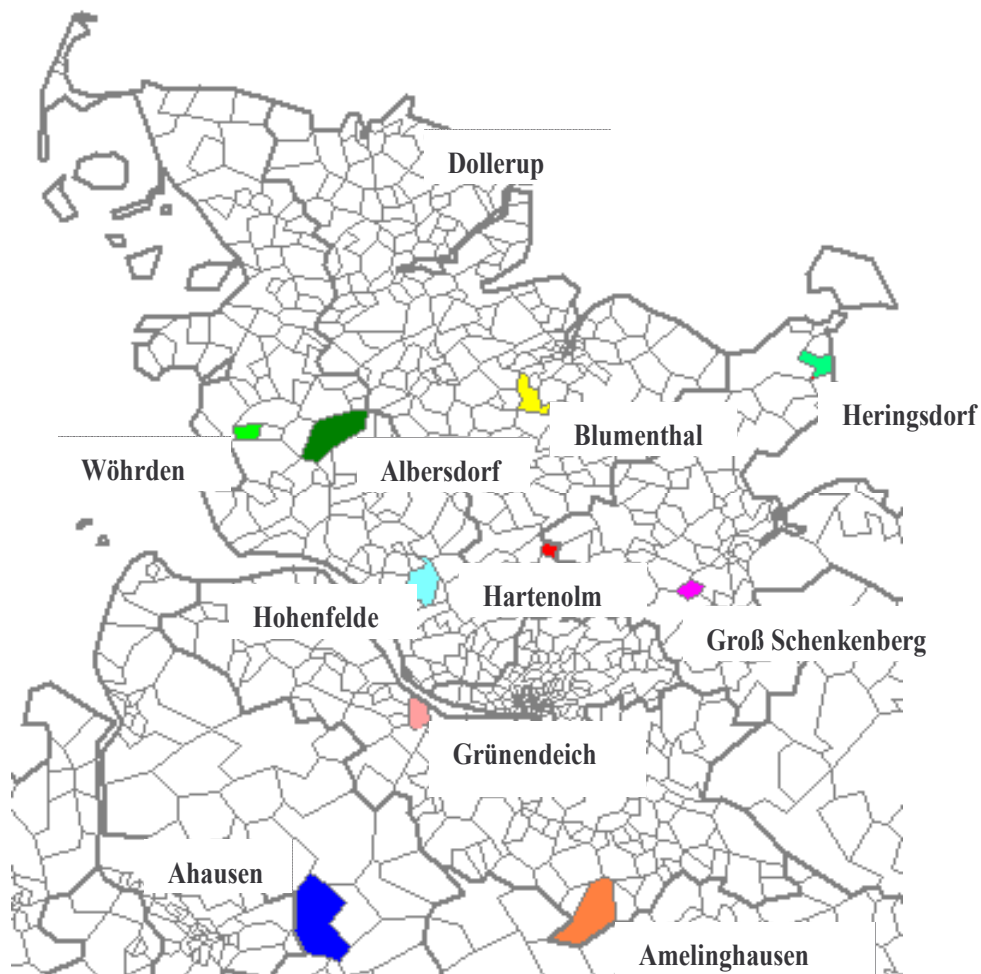 Dollerup
Heringsdorf
Blumenthal
Wöhrden
Albersdorf
Hartenolm
Hohenfelde
Groß Schenkenberg
Grünendeich
Ahausen
Amelinghausen